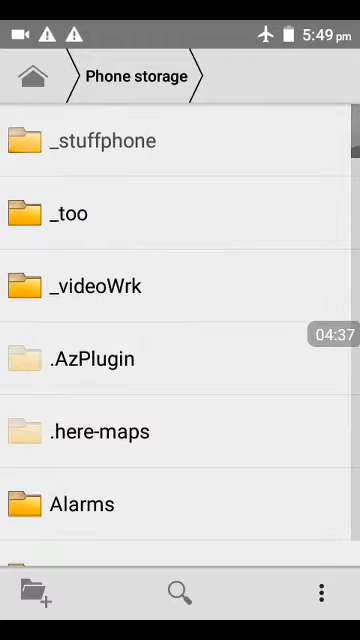 5:49 pm
Phone storage
_stuffphone
_too
_videoWrk
04:37
.AzPlugin
.here-maps
Alarms